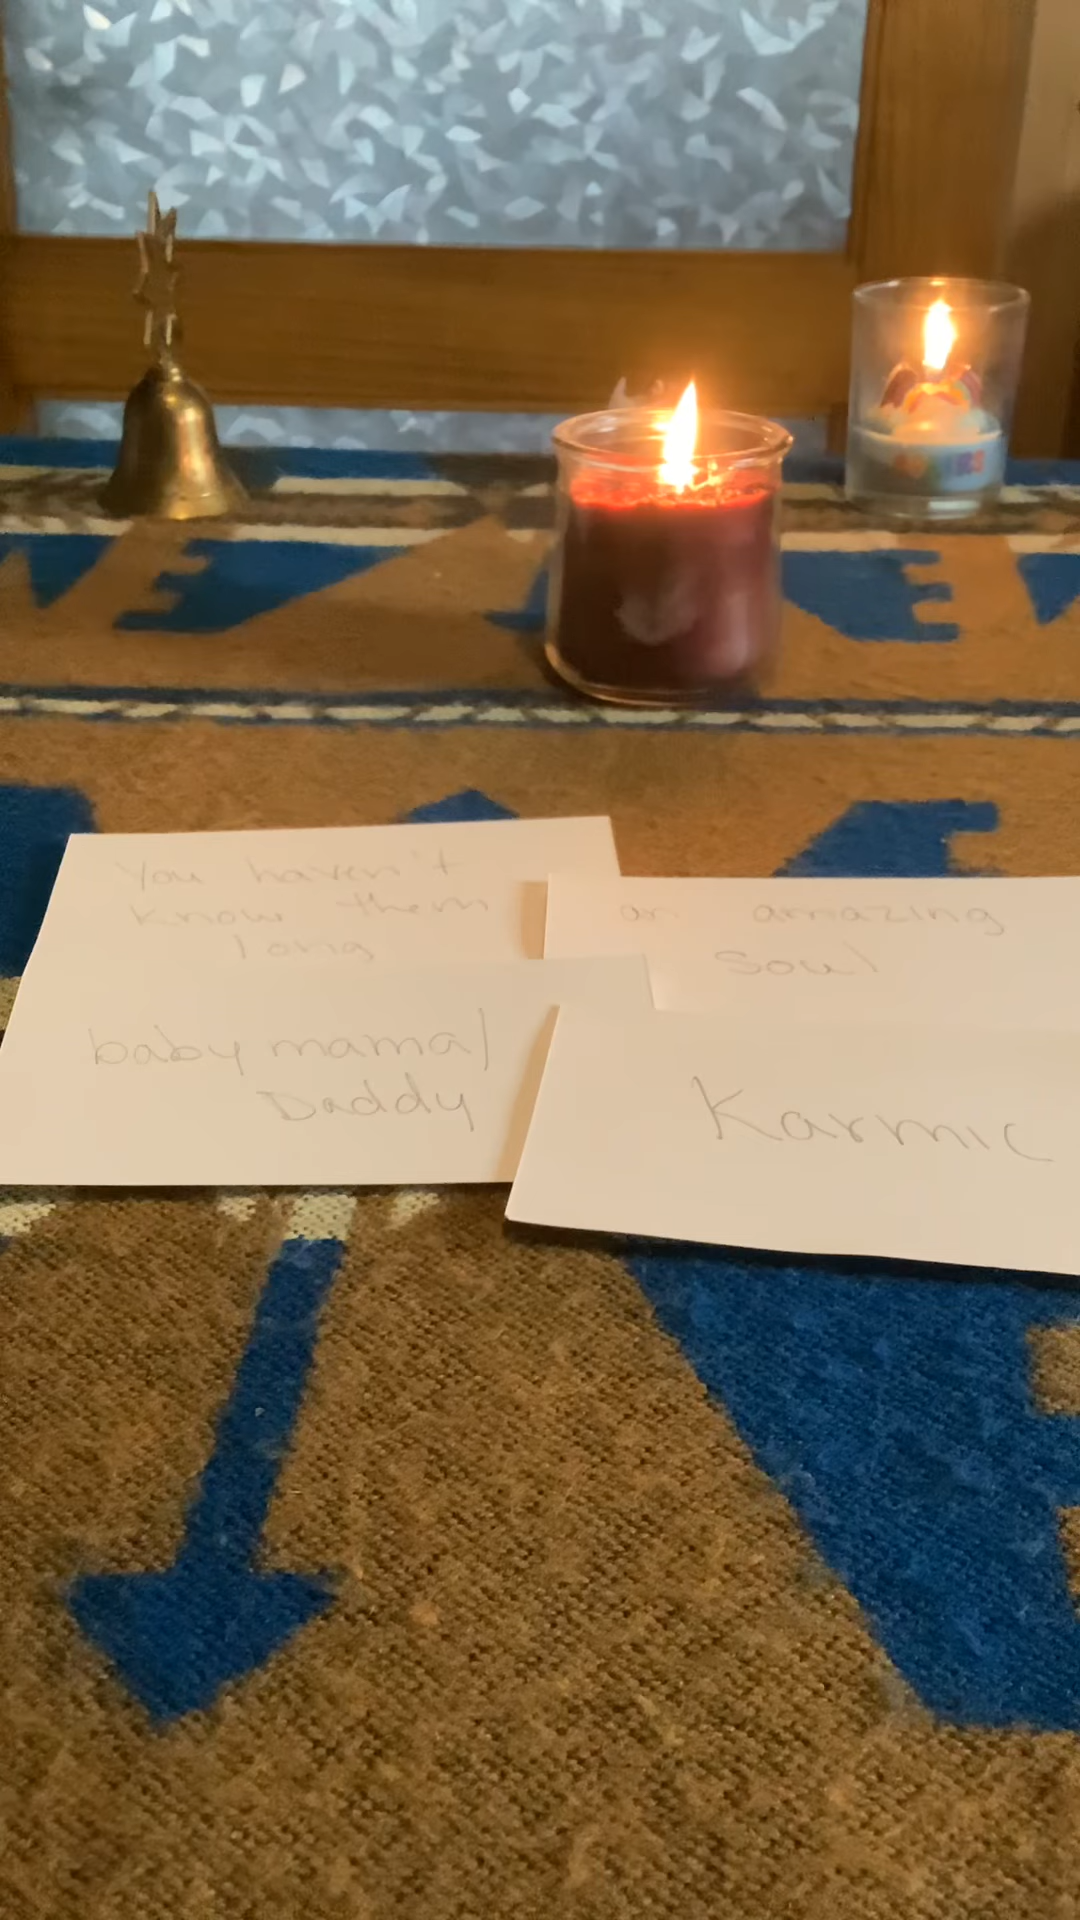 You haven't
know them
long
an amazing
soul
baby mama/
Daddy
Karmic